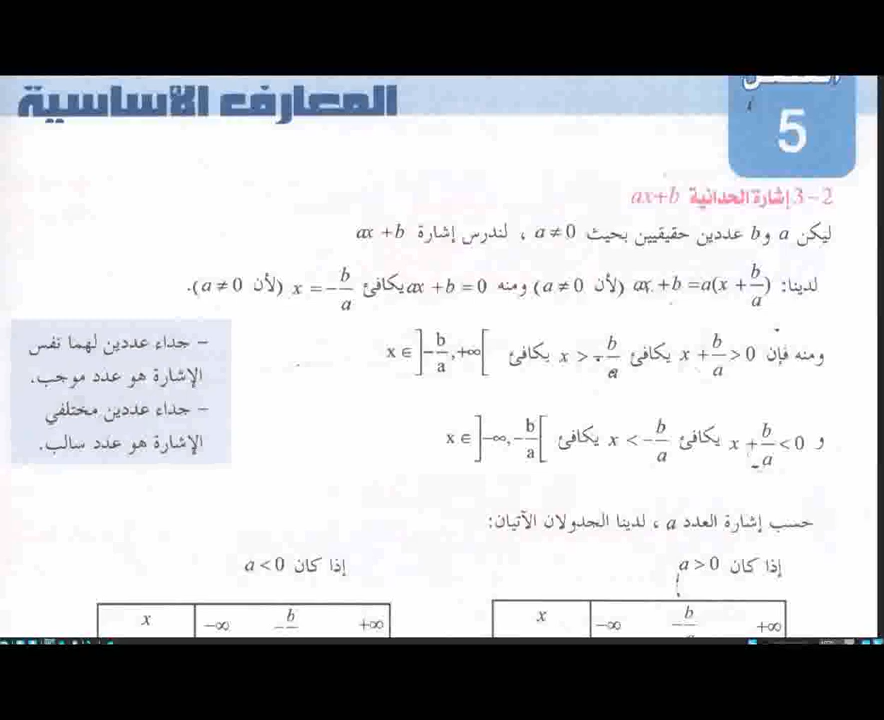 المعارف الأساسية
5
3-2 إشارة الحدانية ax+b
ليكن a و b عددين حقيقيين بحيث a ≠ 0 ، لندرس إشارة ax + b
لدينا: ax + b = a(x + b/a) (لأن a ≠ 0) ومنه ax + b = 0 يكافئ x = -b/a (لأن a ≠ 0).
ومنه فإن x + b/a > 0 يكافئ x > -b/a يكافئ x ∈ ]-b/a, +∞[
و x + b/a < 0 يكافئ x < -b/a يكافئ x ∈ ]-∞, -b/a[
- جداء عددين لهما نفس
الإشارة هو عدد موجب.
- جداء عددين مختلفي
الإشارة هو عدد سالب.
حسب إشارة العدد a ، لدينا الجدولان الآتيان:
إذا كان a > 0
إذا كان a < 0
x -∞ -b/a +∞
x -∞ -b +∞